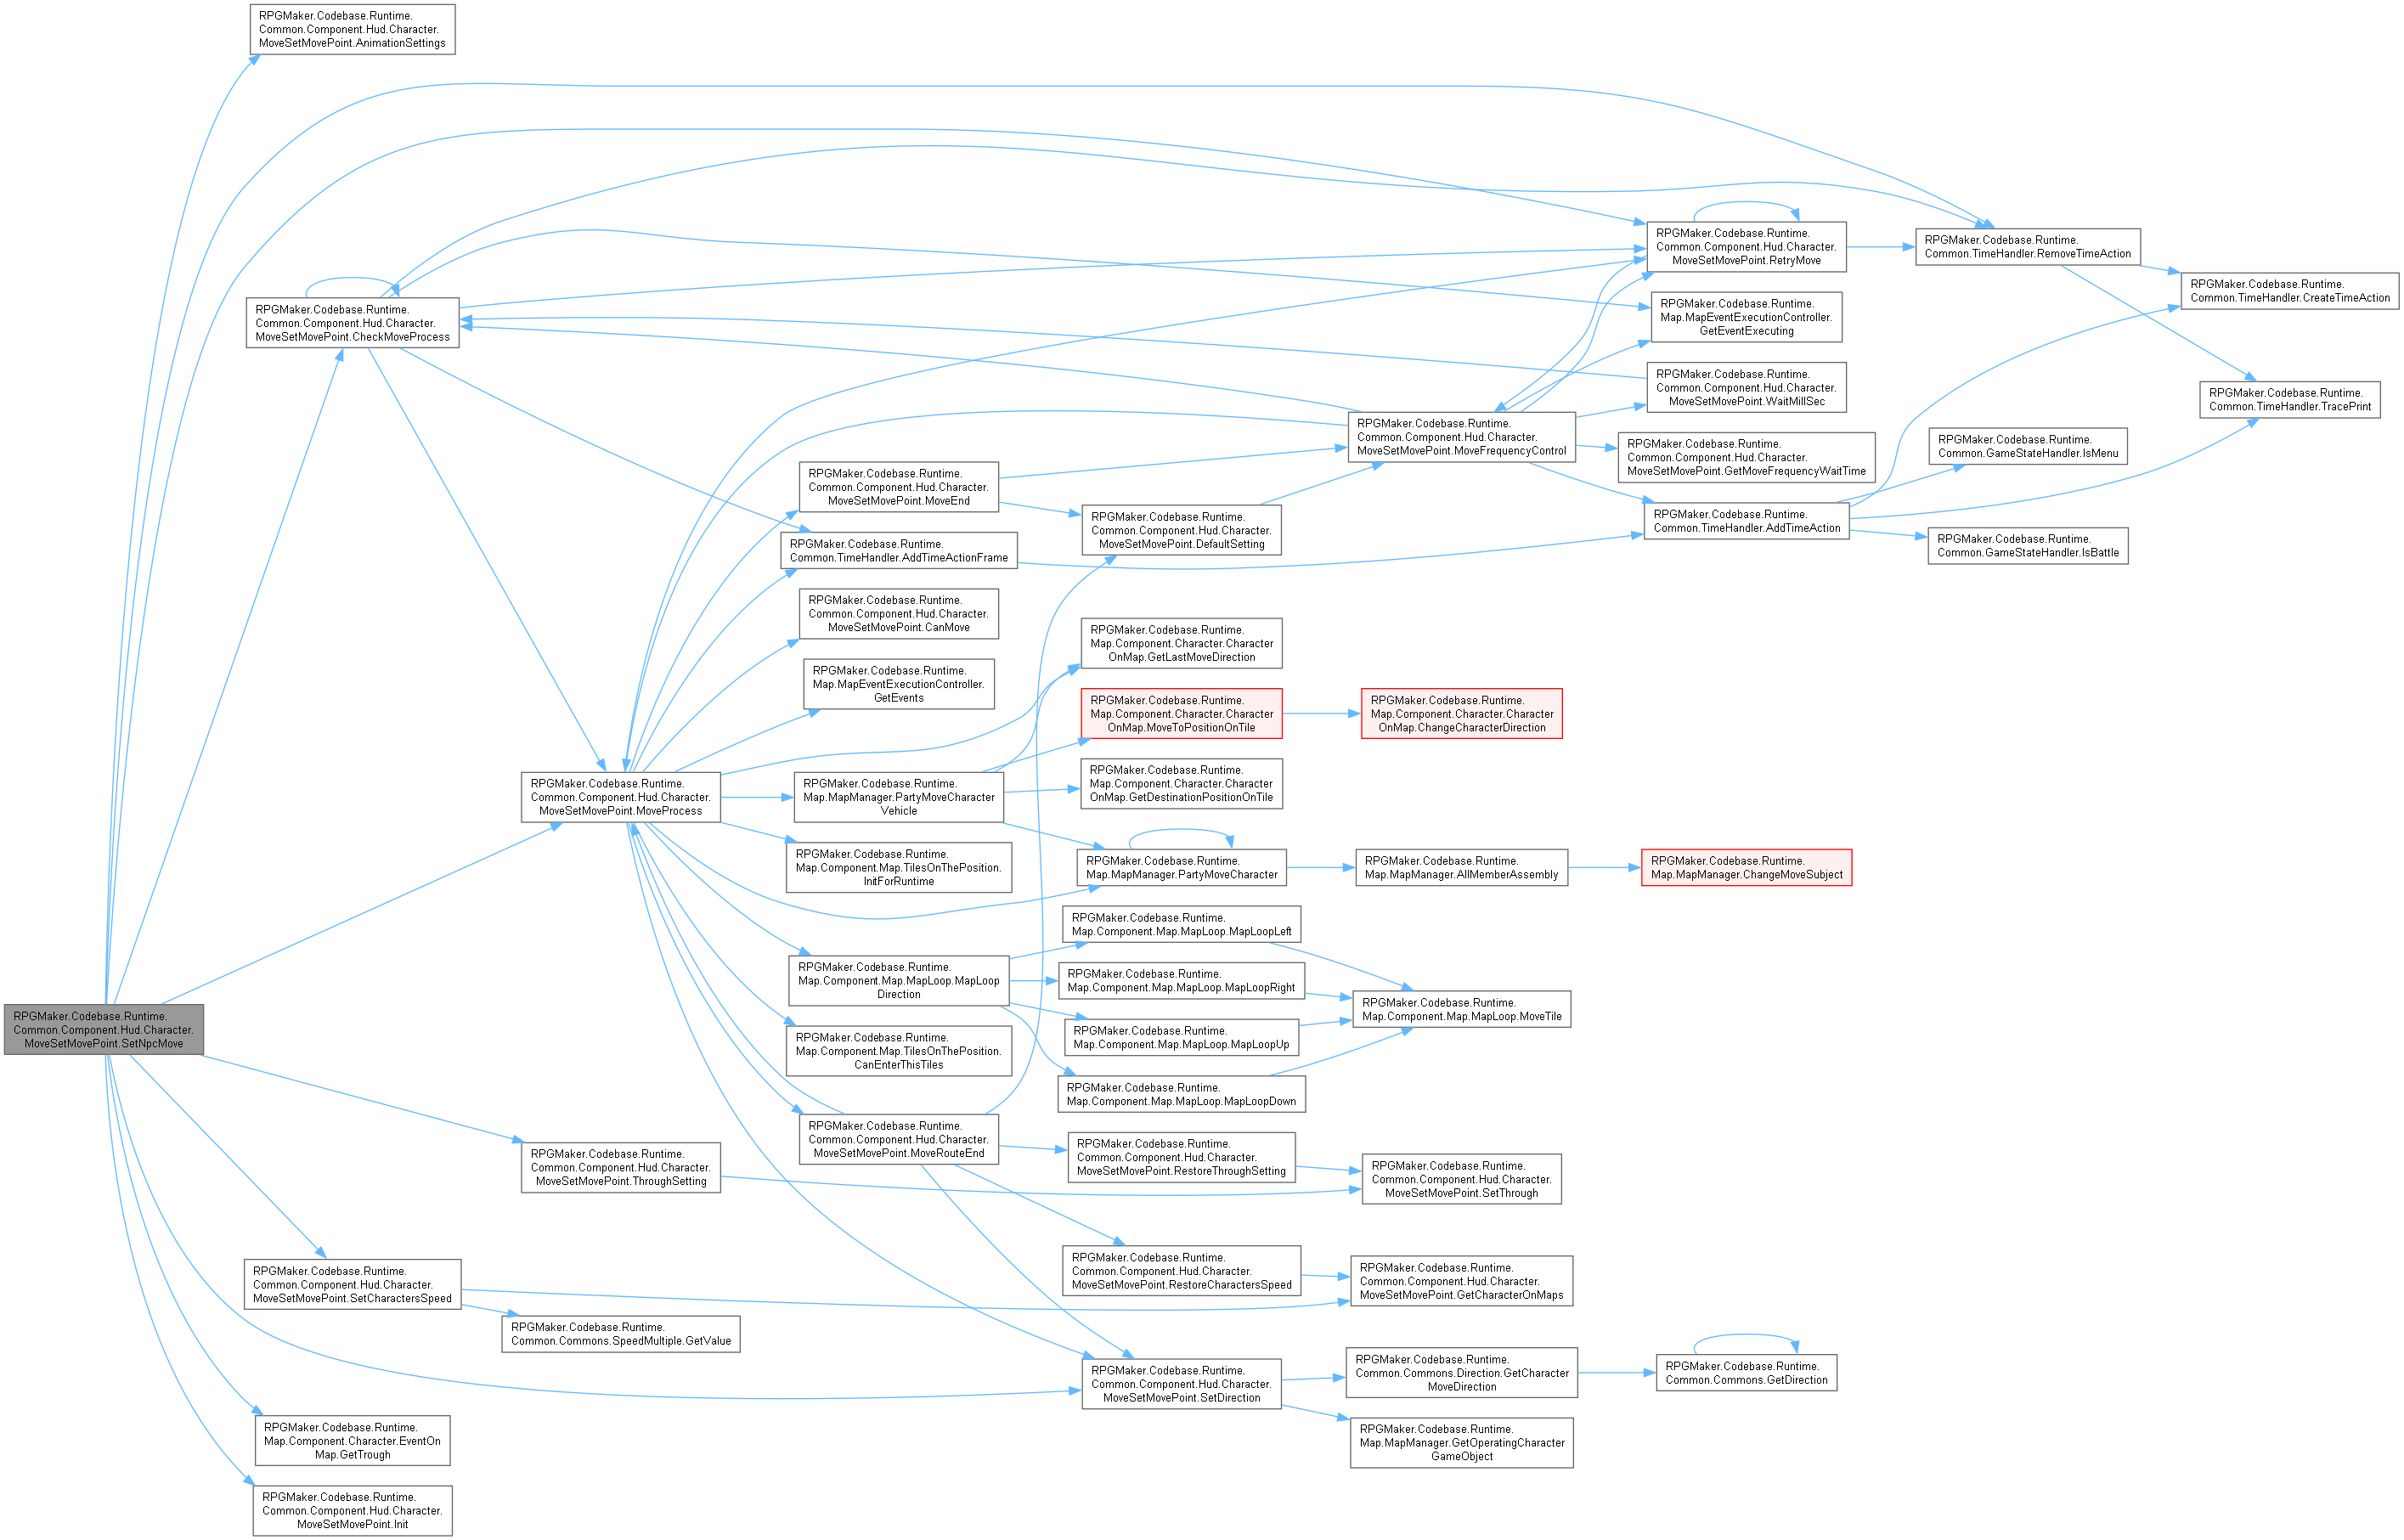 RPGMaker.Codebase.Runtime.
Common.Component.Hud.Character.
MoveSetMovePoint.AnimationSettings
RPGMaker.Codebase.Runtime.
Common.Component.Hud.Character.
MoveSetMovePoint.RetryMove
RPGMaker.Codebase.Runtime.
Common.TimeHandler.RemoveTimeAction
RPGMaker.Codebase.Runtime.
Common.TimeHandler.CreateTimeAction
RPGMaker.Codebase.Runtime.
Common.Component.Hud.Character.
MoveSetMovePoint.CheckMoveProcess
RPGMaker.Codebase.Runtime.
Map.MapEventExecutionController.
GetEventExecuting
RPGMaker.Codebase.Runtime.
Common.Component.Hud.Character.
MoveSetMovePoint.WaitMillSec
RPGMaker.Codebase.Runtime.
Common.TimeHandler.TracePrint
RPGMaker.Codebase.Runtime.
Common.Component.Hud.Character.
MoveSetMovePoint.MoveFrequencyControl
RPGMaker.Codebase.Runtime.
Common.Component.Hud.Character.
MoveSetMovePoint.GetMoveFrequencyWaitTime
RPGMaker.Codebase.Runtime.
Common.GameStateHandler.IsMenu
RPGMaker.Codebase.Runtime.
Common.Component.Hud.Character.
MoveSetMovePoint.MoveEnd
RPGMaker.Codebase.Runtime.
Common.Component.Hud.Character.
MoveSetMovePoint.DefaultSetting
RPGMaker.Codebase.Runtime.
Common.TimeHandler.AddTimeAction
RPGMaker.Codebase.Runtime.
Common.GameStateHandler.IsBattle
RPGMaker.Codebase.Runtime.
Common.TimeHandler.AddTimeActionFrame
RPGMaker.Codebase.Runtime.
Common.Component.Hud.Character.
MoveSetMovePoint.CanMove
RPGMaker.Codebase.Runtime.
Map.Component.Character.Character
OnMap.GetLastMoveDirection
RPGMaker.Codebase.Runtime.
Map.MapEventExecutionController.
GetEvents
RPGMaker.Codebase.Runtime.
Map.Component.Character.Character
OnMap.MoveToPositionOnTile
RPGMaker.Codebase.Runtime.
Map.Component.Character.Character
OnMap.ChangeCharacterDirection
RPGMaker.Codebase.Runtime.
Common.Component.Hud.Character.
MoveSetMovePoint.MoveProcess
RPGMaker.Codebase.Runtime.
Map.MapManager.PartyMoveCharacter
Vehicle
RPGMaker.Codebase.Runtime.
Map.Component.Character.Character
OnMap.GetDestinationPositionOnTile
RPGMaker.Codebase.Runtime.
Map.Component.Map.TilesOnThePosition.
InitForRuntime
RPGMaker.Codebase.Runtime.
Map.MapManager.PartyMoveCharacter
RPGMaker.Codebase.Runtime.
Map.MapManager.AllMemberAssembly
RPGMaker.Codebase.Runtime.
Map.MapManager.ChangeMoveSubject
RPGMaker.Codebase.Runtime.
Map.Component.Map.MapLoop.MapLoopLeft
RPGMaker.Codebase.Runtime.
Map.Component.Map.MapLoop.MapLoop
Direction
RPGMaker.Codebase.Runtime.
Map.Component.Map.MapLoop.MapLoopRight
RPGMaker.Codebase.Runtime.
Map.Component.Map.MapLoop.MoveTile
RPGMaker.Codebase.Runtime.
Common.Component.Hud.Character.
MoveSetMovePoint.SetNpcMove
RPGMaker.Codebase.Runtime.
Map.Component.Map.MapLoop.MapLoopUp
RPGMaker.Codebase.Runtime.
Map.Component.Map.TilesOnThePosition.
CanEnterThisTiles
RPGMaker.Codebase.Runtime.
Map.Component.Map.MapLoop.MapLoopDown
RPGMaker.Codebase.Runtime.
Common.Component.Hud.Character.
MoveSetMovePoint.MoveRouteEnd
RPGMaker.Codebase.Runtime.
Common.Component.Hud.Character.
MoveSetMovePoint.RestoreThroughSetting
RPGMaker.Codebase.Runtime.
Common.Component.Hud.Character.
MoveSetMovePoint.ThroughSetting
RPGMaker.Codebase.Runtime.
Common.Component.Hud.Character.
MoveSetMovePoint.SetThrough
RPGMaker.Codebase.Runtime.
Common.Component.Hud.Character.
MoveSetMovePoint.RestoreCharactersSpeed
RPGMaker.Codebase.Runtime.
Common.Component.Hud.Character.
MoveSetMovePoint.GetCharacterOnMaps
RPGMaker.Codebase.Runtime.
Common.Component.Hud.Character.
MoveSetMovePoint.SetCharactersSpeed
RPGMaker.Codebase.Runtime.
Common.Commons.SpeedMultiple.GetValue
RPGMaker.Codebase.Runtime.
Common.Component.Hud.Character.
MoveSetMovePoint.SetDirection
RPGMaker.Codebase.Runtime.
Common.Commons.Direction.GetCharacter
MoveDirection
RPGMaker.Codebase.Runtime.
Common.Commons.GetDirection
RPGMaker.Codebase.Runtime.
Map.Component.Character.EventOn
Map.GetTrough
RPGMaker.Codebase.Runtime.
Map.MapManager.GetOperatingCharacter
GameObject
RPGMaker.Codebase.Runtime.
Common.Component.Hud.Character.
MoveSetMovePoint.Init